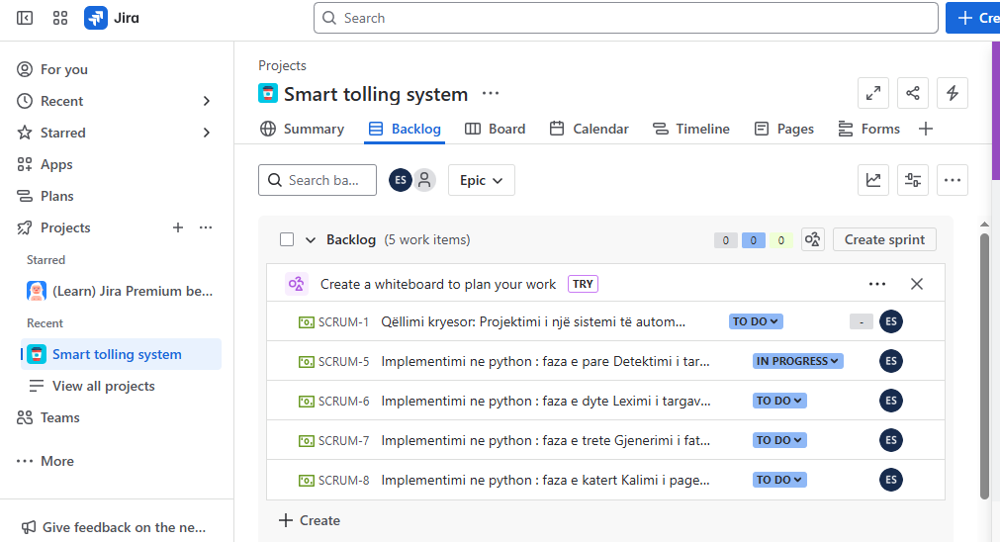 Jira
Search
Cre
For you
Recent
Starred
Apps
Plans
Projects
Starred
(Learn) Jira Premium be...
Recent
Smart tolling system
View all projects
Teams
More
Give feedback on the ne...
Projects
Smart tolling system
Summary
Backlog
Board
Calendar
Timeline
Pages
Forms
Search ba...
ES
Epic
Backlog (5 work items)
0 0 0
Create sprint
Create a whiteboard to plan your work TRY
SCRUM-1 Qëllimi kryesor: Projektimi i një sistemi të autom... TO DO - ES
SCRUM-5 Implementimi ne python : faza e pare Detektimi i tar... IN PROGRESS ES
SCRUM-6 Implementimi ne python : faza e dyte Leximi i targav... TO DO ES
SCRUM-7 Implementimi ne python : faza e trete Gjenerimi i fat... TO DO ES
SCRUM-8 Implementimi ne python : faza e katert Kalimi i page... TO DO ES
Create